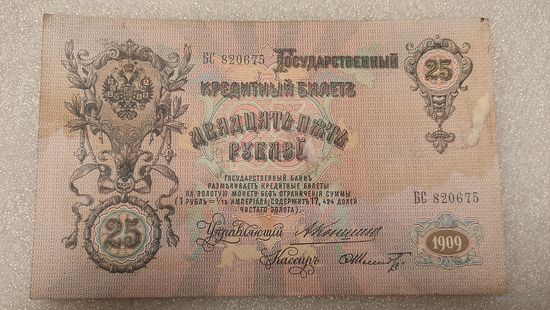 БС 820675 Государственный 25
кредитный билетъ
двадцать пять
рублей
государственный банкъ
размѣниваетъ кредитные билеты
на золотую монету безъ ограниченія суммы
(1 рубль = 1/15 имперіала, содержитъ 17,424 долей
чистаго золота).
БС 820675
25 Управляющій 1909
Кассиръ